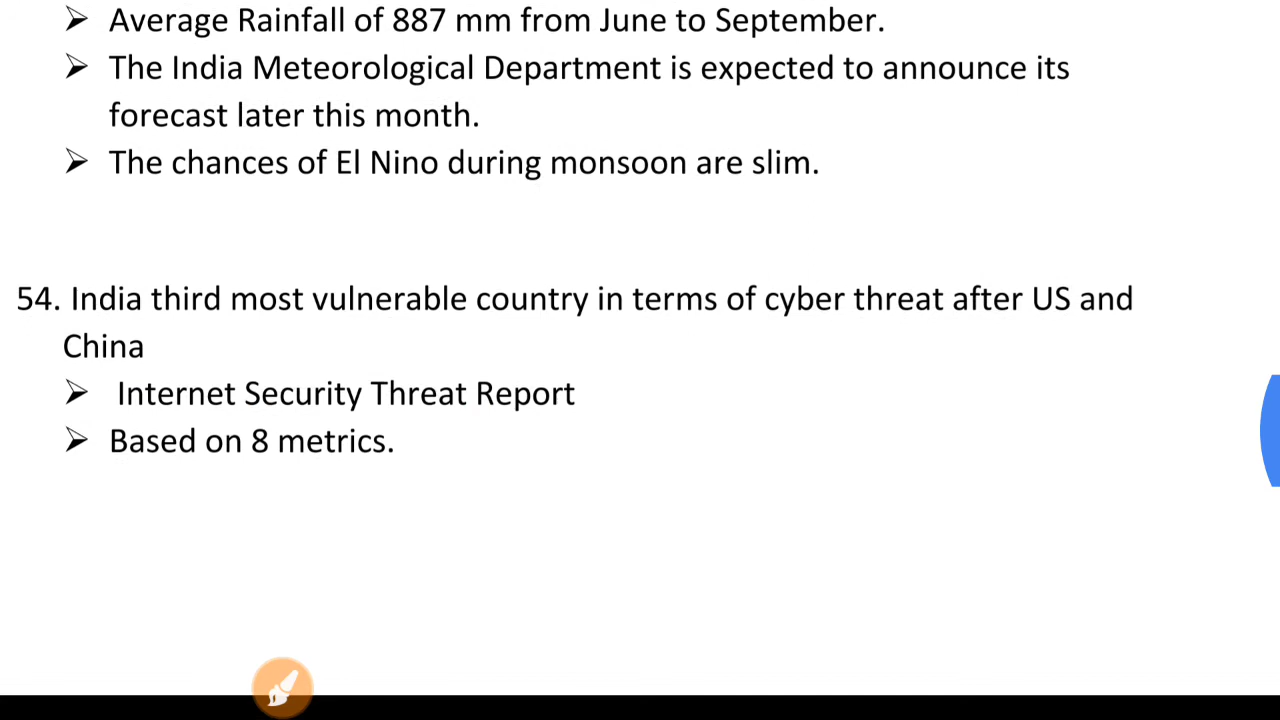 ➢ Average Rainfall of 887 mm from June to September.
➢ The India Meteorological Department is expected to announce its
forecast later this month.
➢ The chances of El Nino during monsoon are slim.
54. India third most vulnerable country in terms of cyber threat after US and
China
➢ Internet Security Threat Report
➢ Based on 8 metrics.